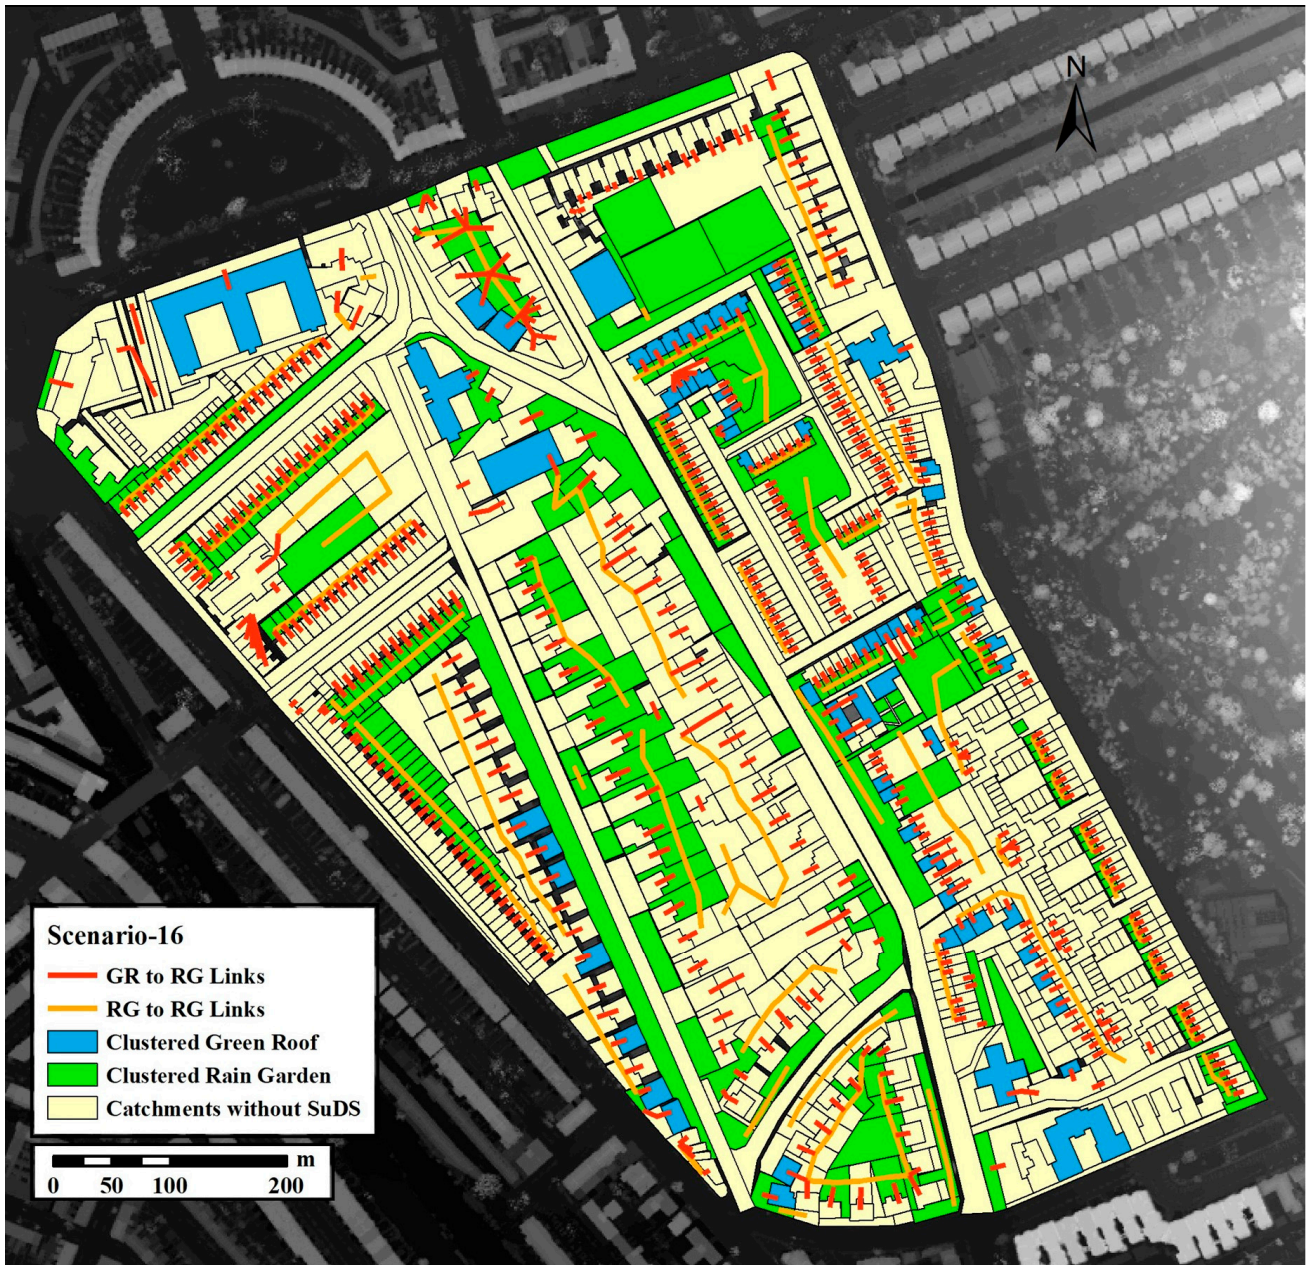 N
Scenario-16
GR to RG Links
RG to RG Links
Clustered Green Roof
Clustered Rain Garden
Catchments without SuDS
m
0 50 100 200